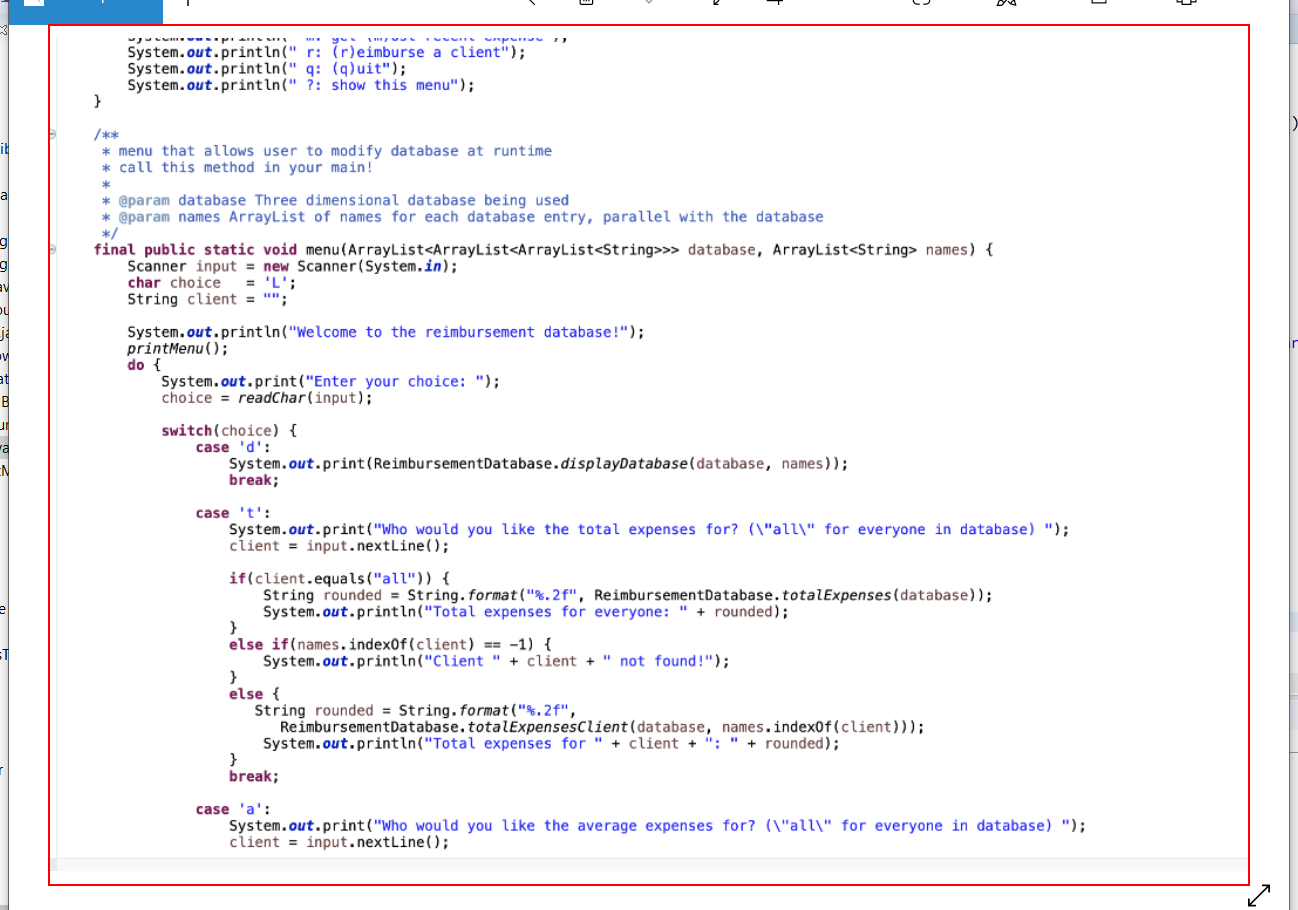 System.out.println(" m: get (m)ost recent expense");
System.out.println(" r: (r)eimburse a client");
System.out.println(" q: (q)uit");
System.out.println(" ?: show this menu");
}
/**
* menu that allows user to modify database at runtime
* call this method in your main!
*
* @param database Three dimensional database being used
* @param names ArrayList of names for each database entry, parallel with the database
*/
final public static void menu(ArrayList<ArrayList<ArrayList<String>>> database, ArrayList<String> names) {
Scanner input = new Scanner(System.in);
char choice   = 'L';
String client = "";
System.out.println("Welcome to the reimbursement database!");
printMenu();
do {
System.out.print("Enter your choice: ");
choice = readChar(input);
switch(choice) {
case 'd':
System.out.print(ReimbursementDatabase.displayDatabase(database, names));
break;
case 't':
System.out.print("Who would you like the total expenses for? (\"all\" for everyone in database) ");
client = input.nextLine();
if(client.equals("all")) {
String rounded = String.format("%.2f", ReimbursementDatabase.totalExpenses(database));
System.out.println("Total expenses for everyone: " + rounded);
}
else if(names.indexOf(client) == -1) {
System.out.println("Client " + client + " not found!");
}
else {
String rounded = String.format("%.2f",
ReimbursementDatabase.totalExpensesClient(database, names.indexOf(client)));
System.out.println("Total expenses for " + client + ": " + rounded);
}
break;
case 'a':
System.out.print("Who would you like the average expenses for? (\"all\" for everyone in database) ");
client = input.nextLine();